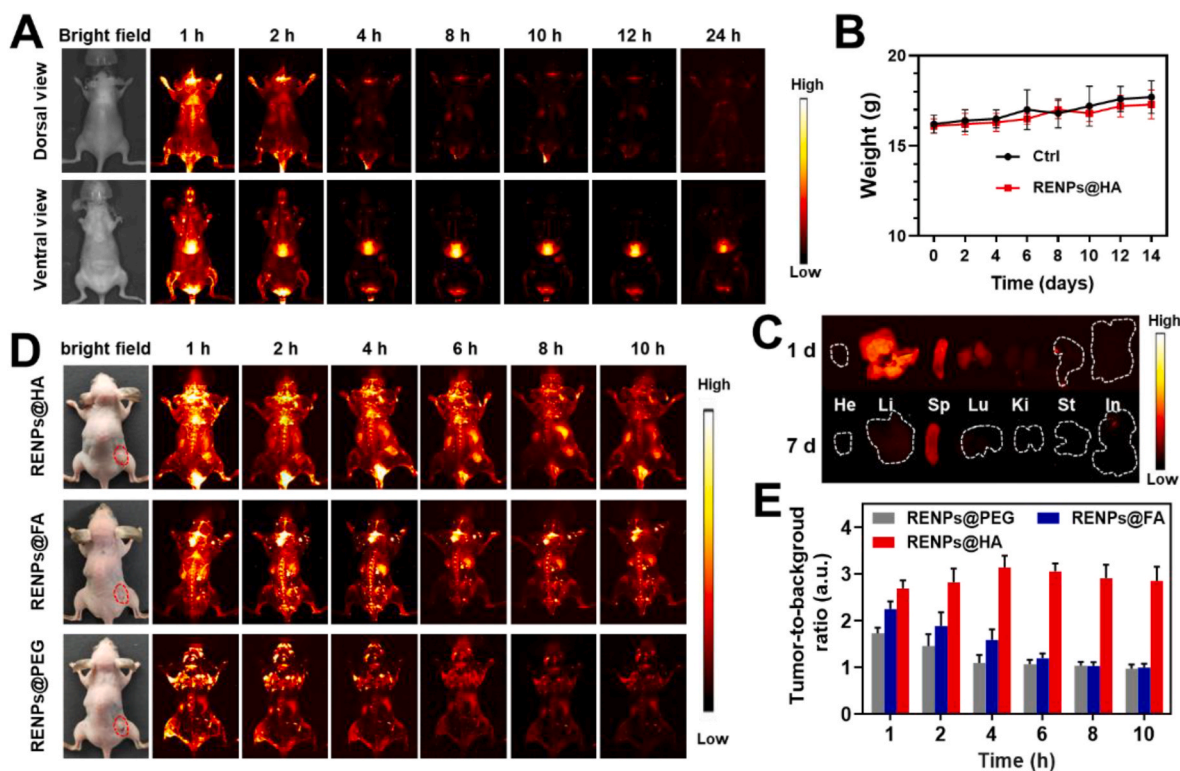 A
Bright field 1 h 2 h 4 h 8 h 10 h 12 h 24 h
Dorsal view
Ventral view
High
Low
B
Weight (g)
20
15
10
Ctrl
RENPs@HA
0 2 4 6 8 10 12 14
Time (days)
C
1 d
He Li Sp Lu Ki St In
7 d
High
Low
D
bright field 1 h 2 h 4 h 6 h 8 h 10 h
RENPs@HA
RENPs@FA
RENPs@PEG
High
Low
E
Tumor-to-backgroud
ratio (a.u.)
4
3
2
1
0
RENPs@PEG RENPs@FA
RENPs@HA
1 2 4 6 8 10
Time (h)